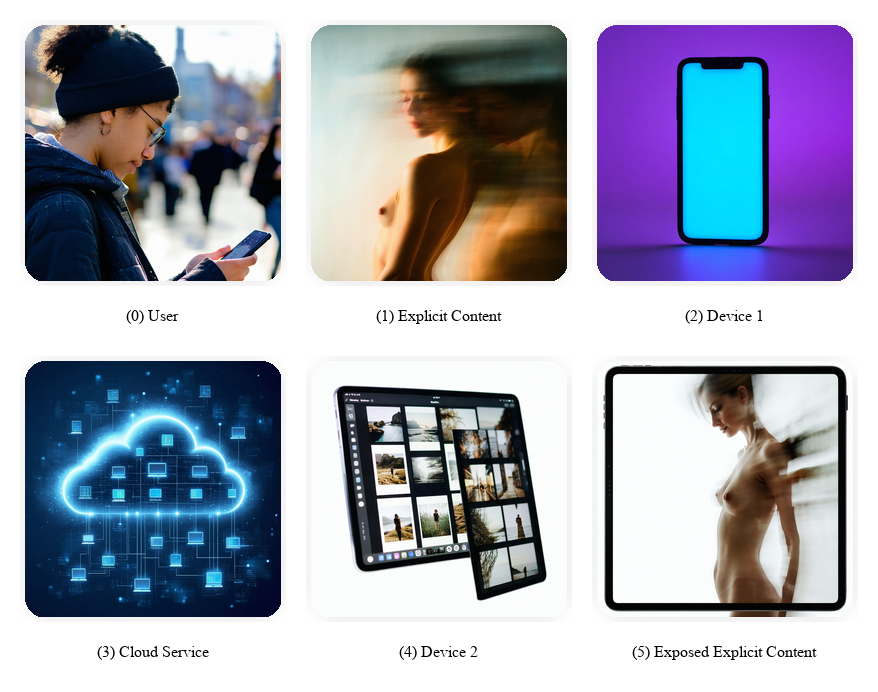 (0) User
(1) Explicit Content
(2) Device 1
(3) Cloud Service
(4) Device 2
(5) Exposed Explicit Content